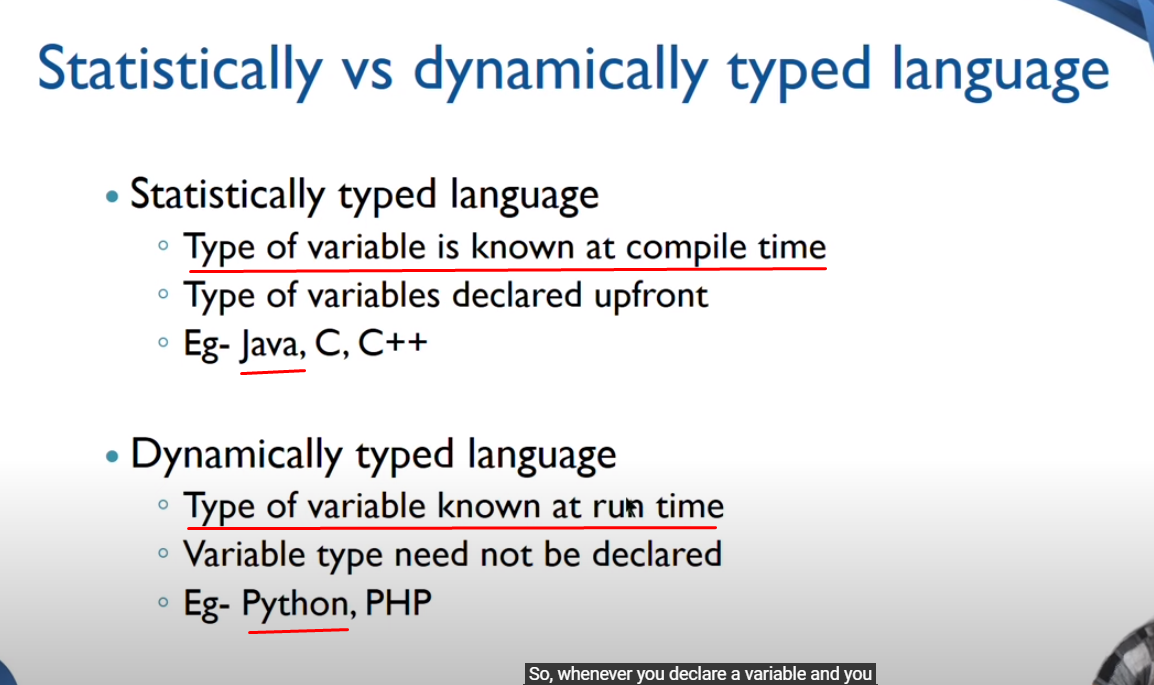 Statistically vs dynamically typed language
Statistically typed language
Type of variable is known at compile time
Type of variables declared upfront
Eg- Java, C, C++
Dynamically typed language
Type of variable known at run time
Variable type need not be declared
Eg- Python, PHP
So, whenever you declare a variable and you